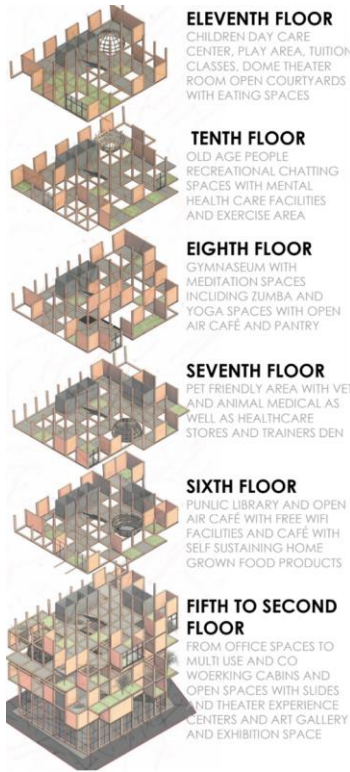 ELEVENTH FLOOR
CHILDREN DAY CARE
CENTER, PLAY AREA, TUITION
CLASSES, DOME THEATER
ROOM OPEN COURTYARDS
WITH EATING SPACES
TENTH FLOOR
OLD AGE PEOPLE
RECREATIONAL CHATTING
SPACES WITH MENTAL
HEALTH CARE FACILITIES
AND EXERCISE AREA
EIGHTH FLOOR
GYMNASEUM WITH
MEDITATION SPACES
INCLUDING ZUMBA AND
YOGA SPACES WITH OPEN
AIR CAFÉ AND PANTRY
SEVENTH FLOOR
PET FRIENDLY AREA WITH VET
AND ANIMAL MEDICAL AS
WELL AS HEALTHCARE
STORES AND TRAINERS DEN
SIXTH FLOOR
PUNLIC LIBRARY AND OPEN
AIR CAFÉ WITH FREE WIFI
FACILITIES AND CAFÉ WITH
SELF SUSTAINING HOME
GROWN FOOD PRODUCTS
FIFTH TO SECOND
FLOOR
FROM OFFICE SPACES TO
MULTI USE AND CO
WOERKING CABINS AND
OPEN SPACES WITH SLIDES
AND THEATER EXPERIENCE
CENTERS AND ART GALLERY
AND EXHIBITION SPACE